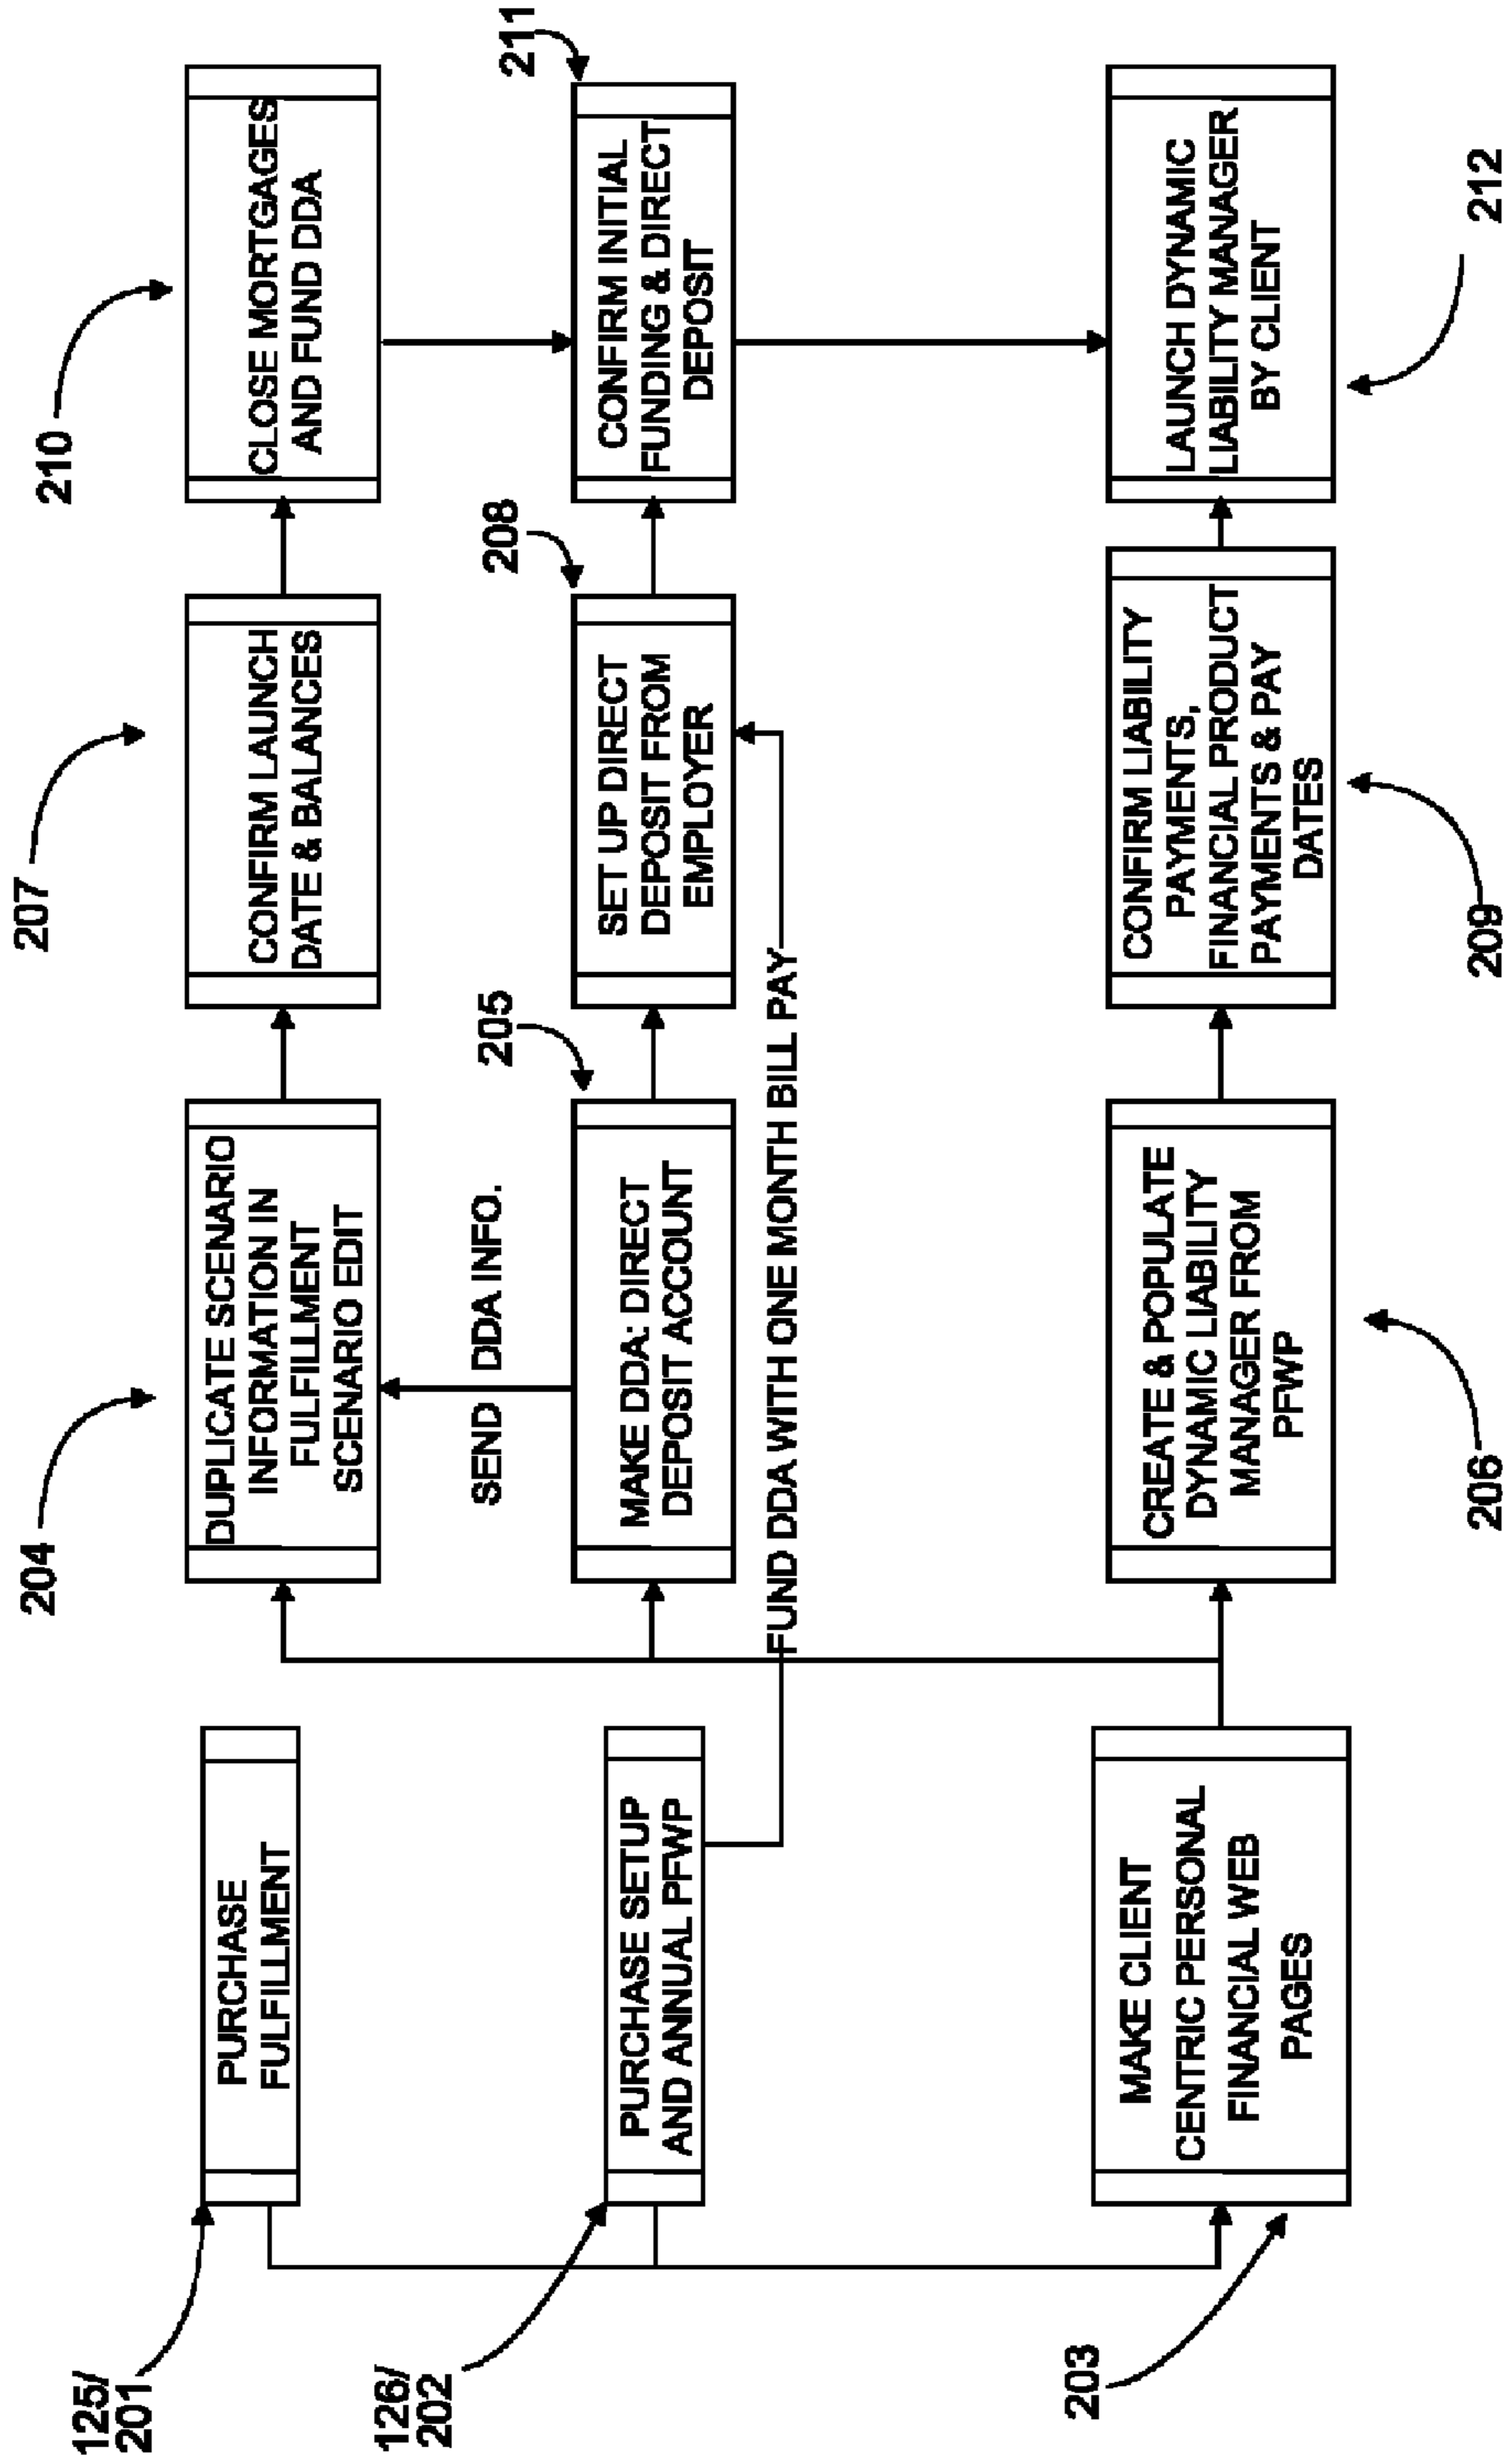 125/
201
PURCHASE
FULFILLMENT
204
DUPLICATE SCENARIO
INFORMATION IN
FULFILLMENT
SCENARIO EDIT
207
CONFIRM LAUNCH
DATE & BALANCES
210
CLOSE MORTGAGES
AND FUND DDA
SEND DDA INFO.
126/
202
PURCHASE SETUP
AND ANNUAL PFWP
205
MAKE DDA: DIRECT
DEPOSIT ACCOUNT
208
SET UP DIRECT
DEPOSIT FROM
EMPLOYER
211
CONFIRM INITIAL
FUNDING & DIRECT
DEPOSIT
FUND DDA WITH ONE MONTH BILL PAY
203
MAKE CLIENT
CENTRIC PERSONAL
FINANCIAL WEB
PAGES
CREATE & POPULATE
DYNAMIC LIABILITY
MANAGER FROM
PFWP
206
CONFIRM LIABILITY
PAYMENTS,
FINANCIAL PRODUCT
PAYMENTS & PAY
DATES
209
LAUNCH DYNAMIC
LIABILITY MANAGER
BY CLIENT
212